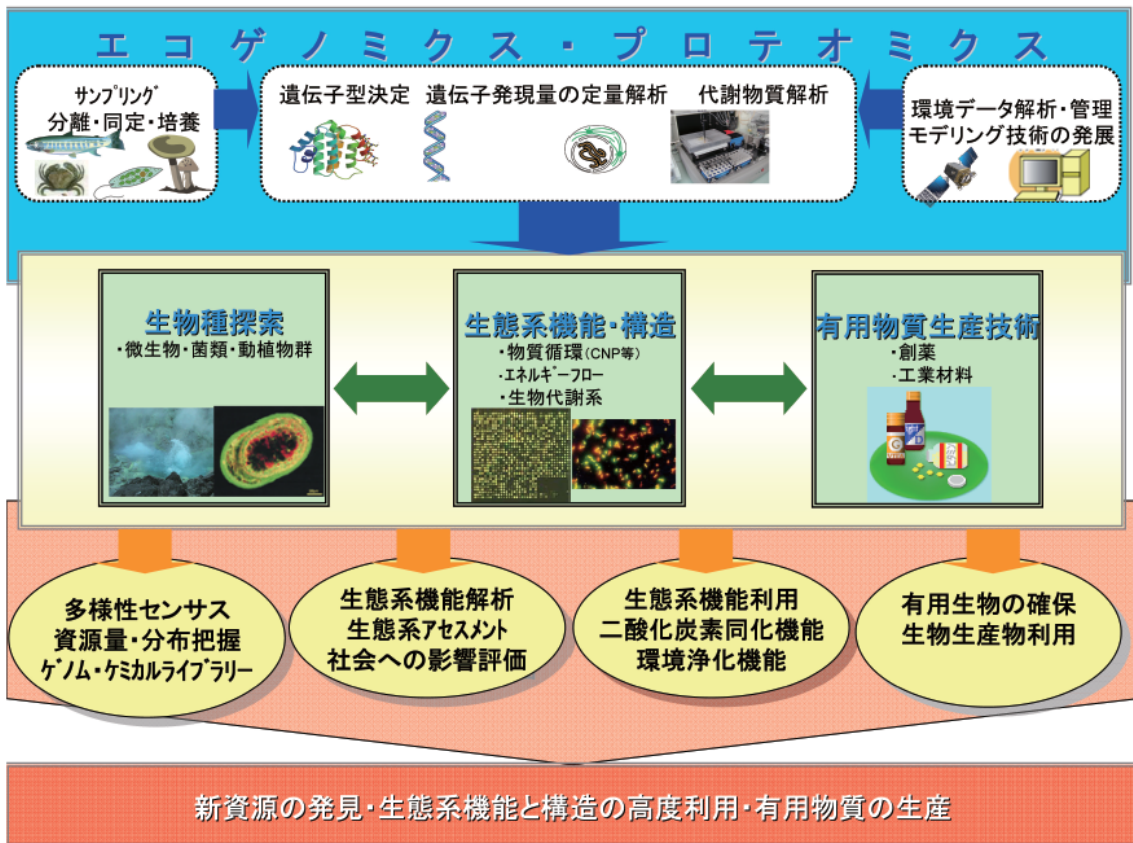 エコゲノミクス・プロテオミクス
サンプリング
分離・同定・培養
遺伝子型決定
遺伝子発現量の定量解析
代謝物質解析
環境データ解析・管理
モデリング技術の発展
生物種探索
・微生物・菌類・動植物群
生態系機能・構造
・物質循環(CNP等)
・エネルギーフロー
・生物代謝系
有用物質生産技術
・創薬
・工業材料
多様性センサス
資源量・分布把握
ゲノム・ケミカルライブラリー
生態系機能解析
生態系アセスメント
社会への影響評価
生態系機能利用
二酸化炭素同化機能
環境浄化機能
有用生物の確保
生物生産物利用
新資源の発見・生態系機能と構造の高度利用・有用物質の生産